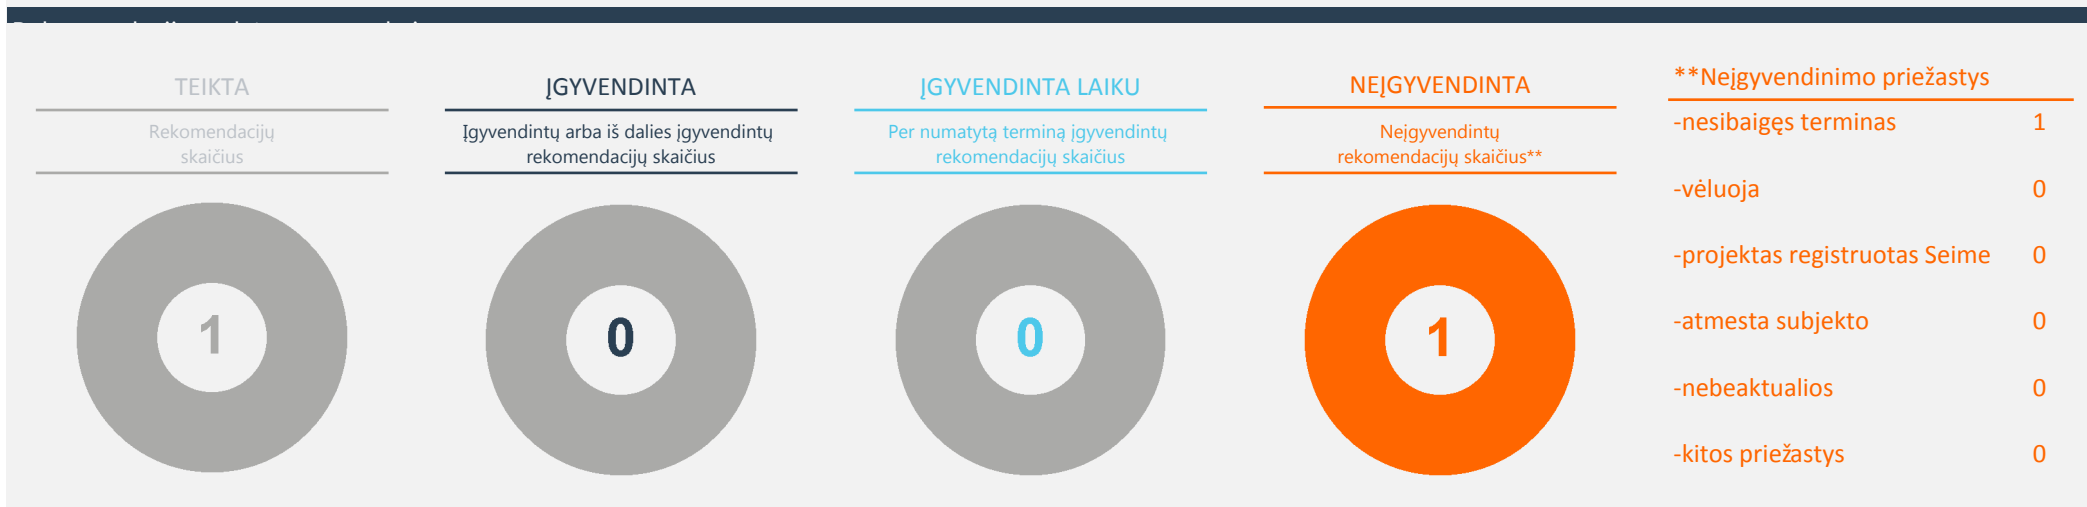 TEIKTA
Rekomendacijų
skaičius
1
ĮGYVENDINTA
Įgyvendintų arba iš dalies įgyvendintų
rekomendacijų skaičius
0
ĮGYVENDINTA LAIKU
Per numatytą terminą įgyvendintų
rekomendacijų skaičius
0
NEĮGYVENDINTA
Neįgyvendintų
rekomendacijų skaičius**
1
**Neįgyvendinimo priežastys
-nesibaigęs terminas 1
-vėluoja 0
-projektas registruotas Seime 0
-atmesta subjekto 0
-nebeaktualios 0
-kitos priežastys 0